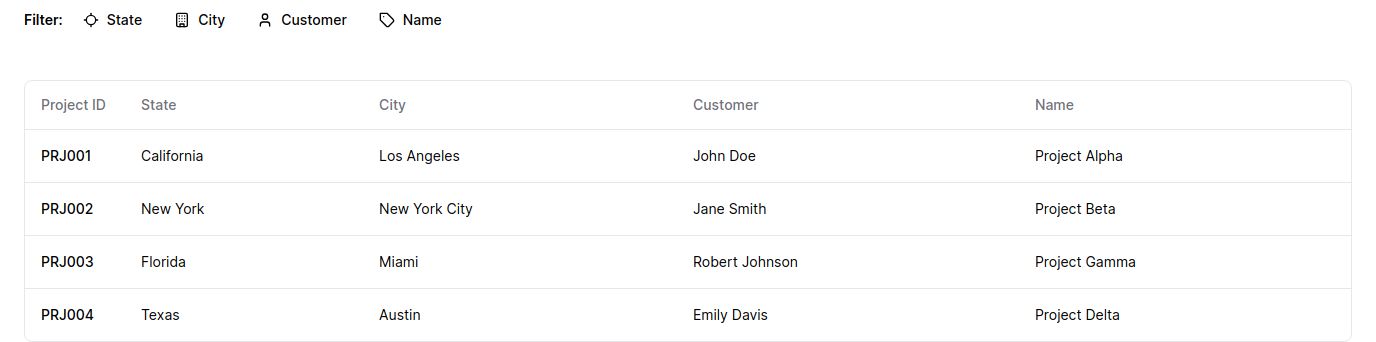 Filter: State City Customer Name
Project ID State City Customer Name
PRJ001 California Los Angeles John Doe Project Alpha
PRJ002 New York New York City Jane Smith Project Beta
PRJ003 Florida Miami Robert Johnson Project Gamma
PRJ004 Texas Austin Emily Davis Project Delta